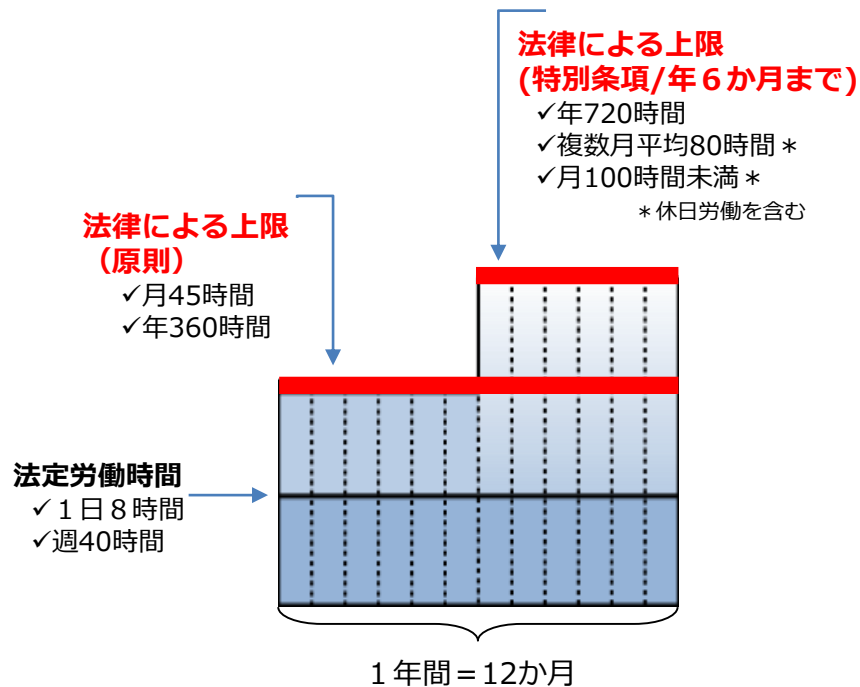 法律による上限
(特別条項/年６か月まで)
✓年720時間
✓複数月平均80時間＊
✓月100時間未満＊
＊休日労働を含む
法律による上限
（原則）
✓月45時間
✓年360時間
法定労働時間
✓１日８時間
✓週40時間
１年間＝12か月